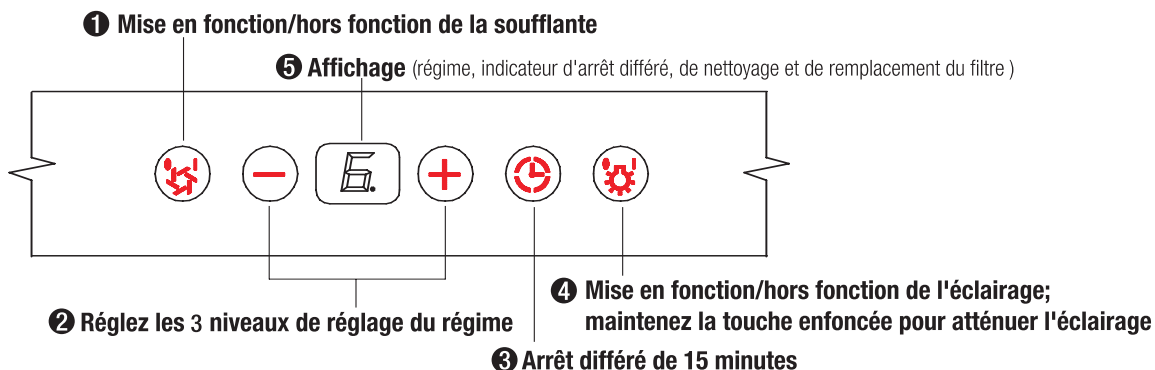 ❶ Mise en fonction/hors fonction de la soufflante
❺ Affichage (régime, indicateur d'arrêt différé, de nettoyage et de remplacement du filtre )
6.
❹ Mise en fonction/hors fonction de l'éclairage;
maintenez la touche enfoncée pour atténuer l'éclairage
❷ Réglez les 3 niveaux de réglage du régime
❸ Arrêt différé de 15 minutes